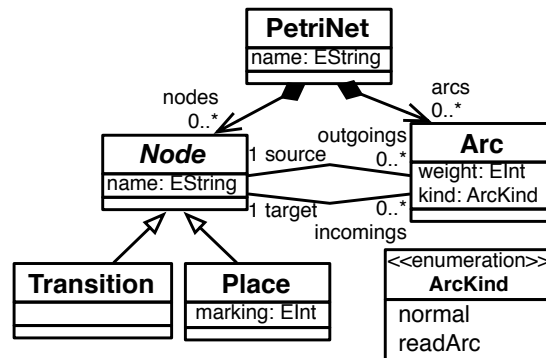 PetriNet
name: EString
nodes
0..*
arcs
0..*
Node
name: EString
1 source
outgoings
0..*
1 target
0..*
incomings
Arc
weight: EInt
kind: ArcKind
Transition
Place
marking: EInt
<<enumeration>>
ArcKind
normal
readArc